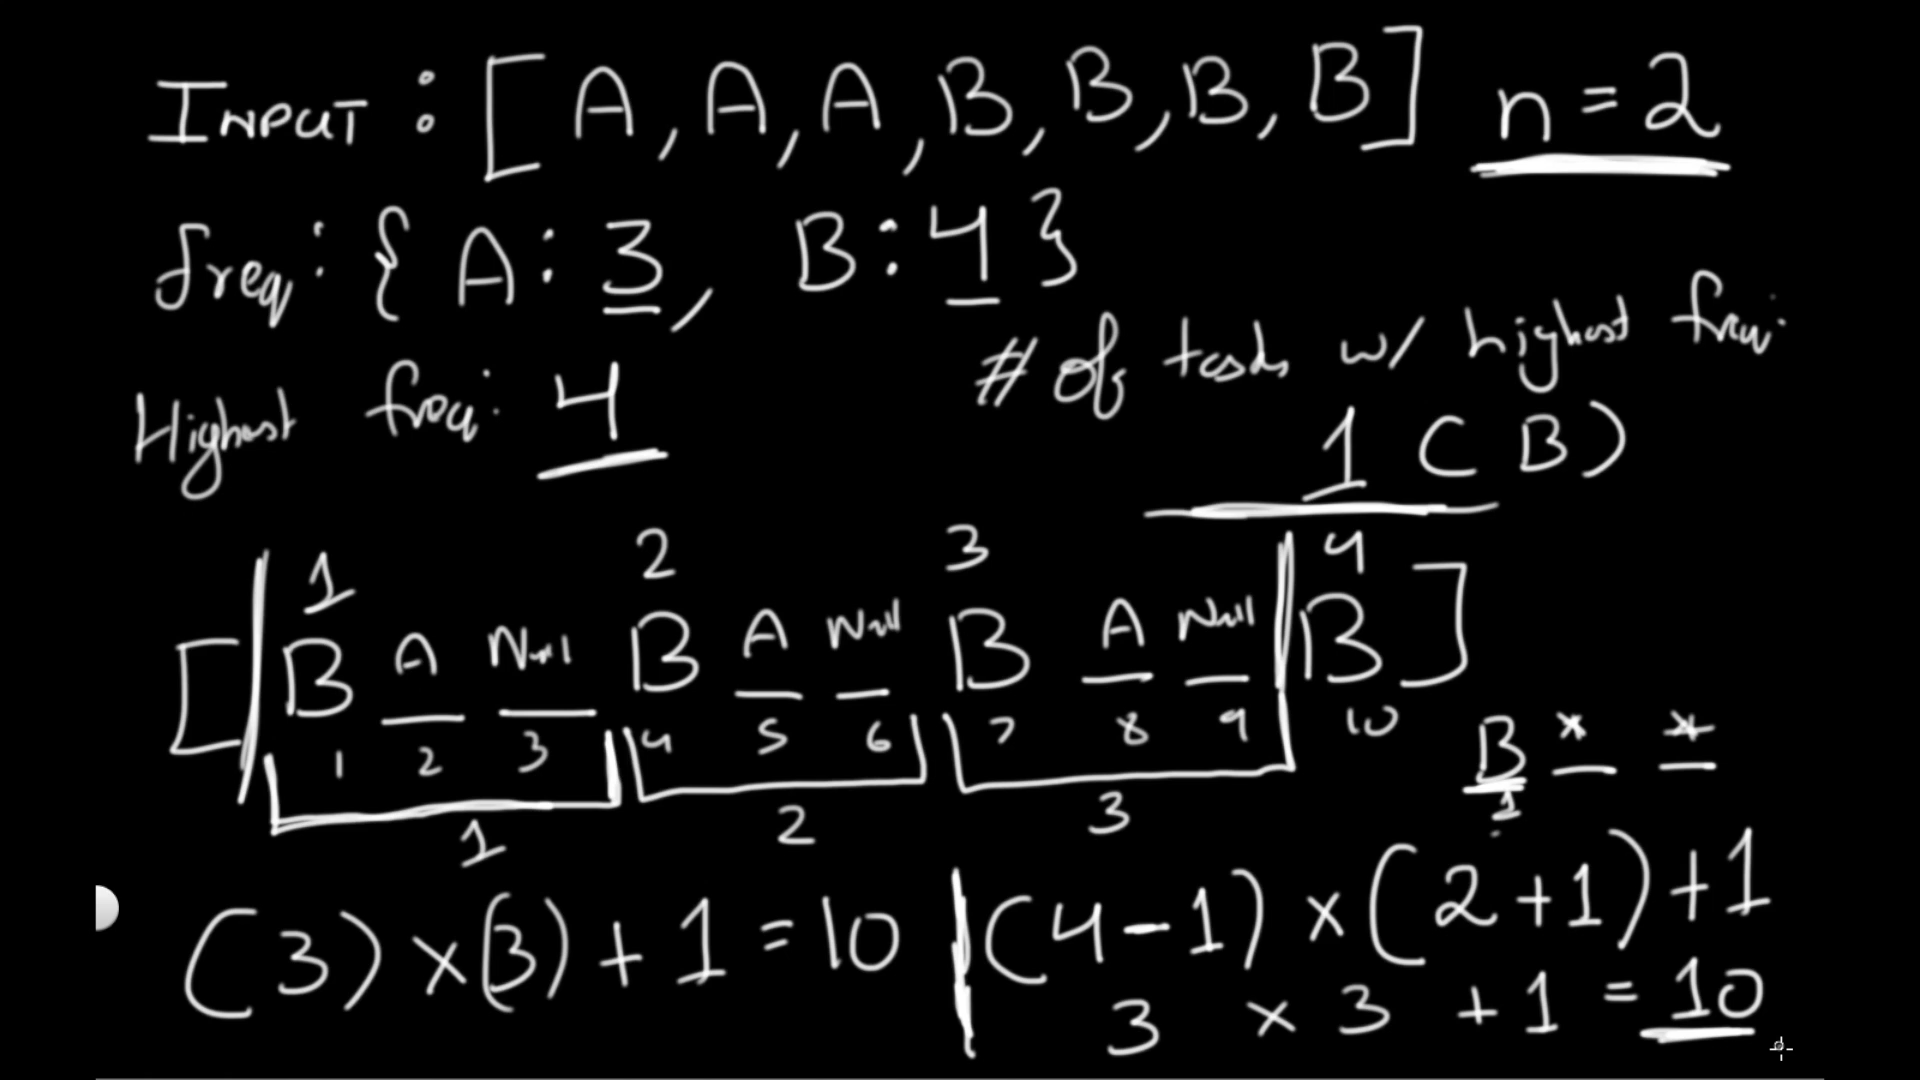 INPUT : [ A , A , A , B , B , B , B ] n = 2
freq : { A : 3 , B : 4 }
# of tasks w/ highest freq.
Highest freq : 4
1 ( B )
1 2 3 4
[ B A Null B A Null B A Null B ]
1 2 3 4 5 6 7 8 9 10
B * *
1
1 2 3
( 3 ) × ( 3 ) + 1 = 10
( 4 - 1 ) × ( 2 + 1 ) + 1
3 × 3 + 1 = 10